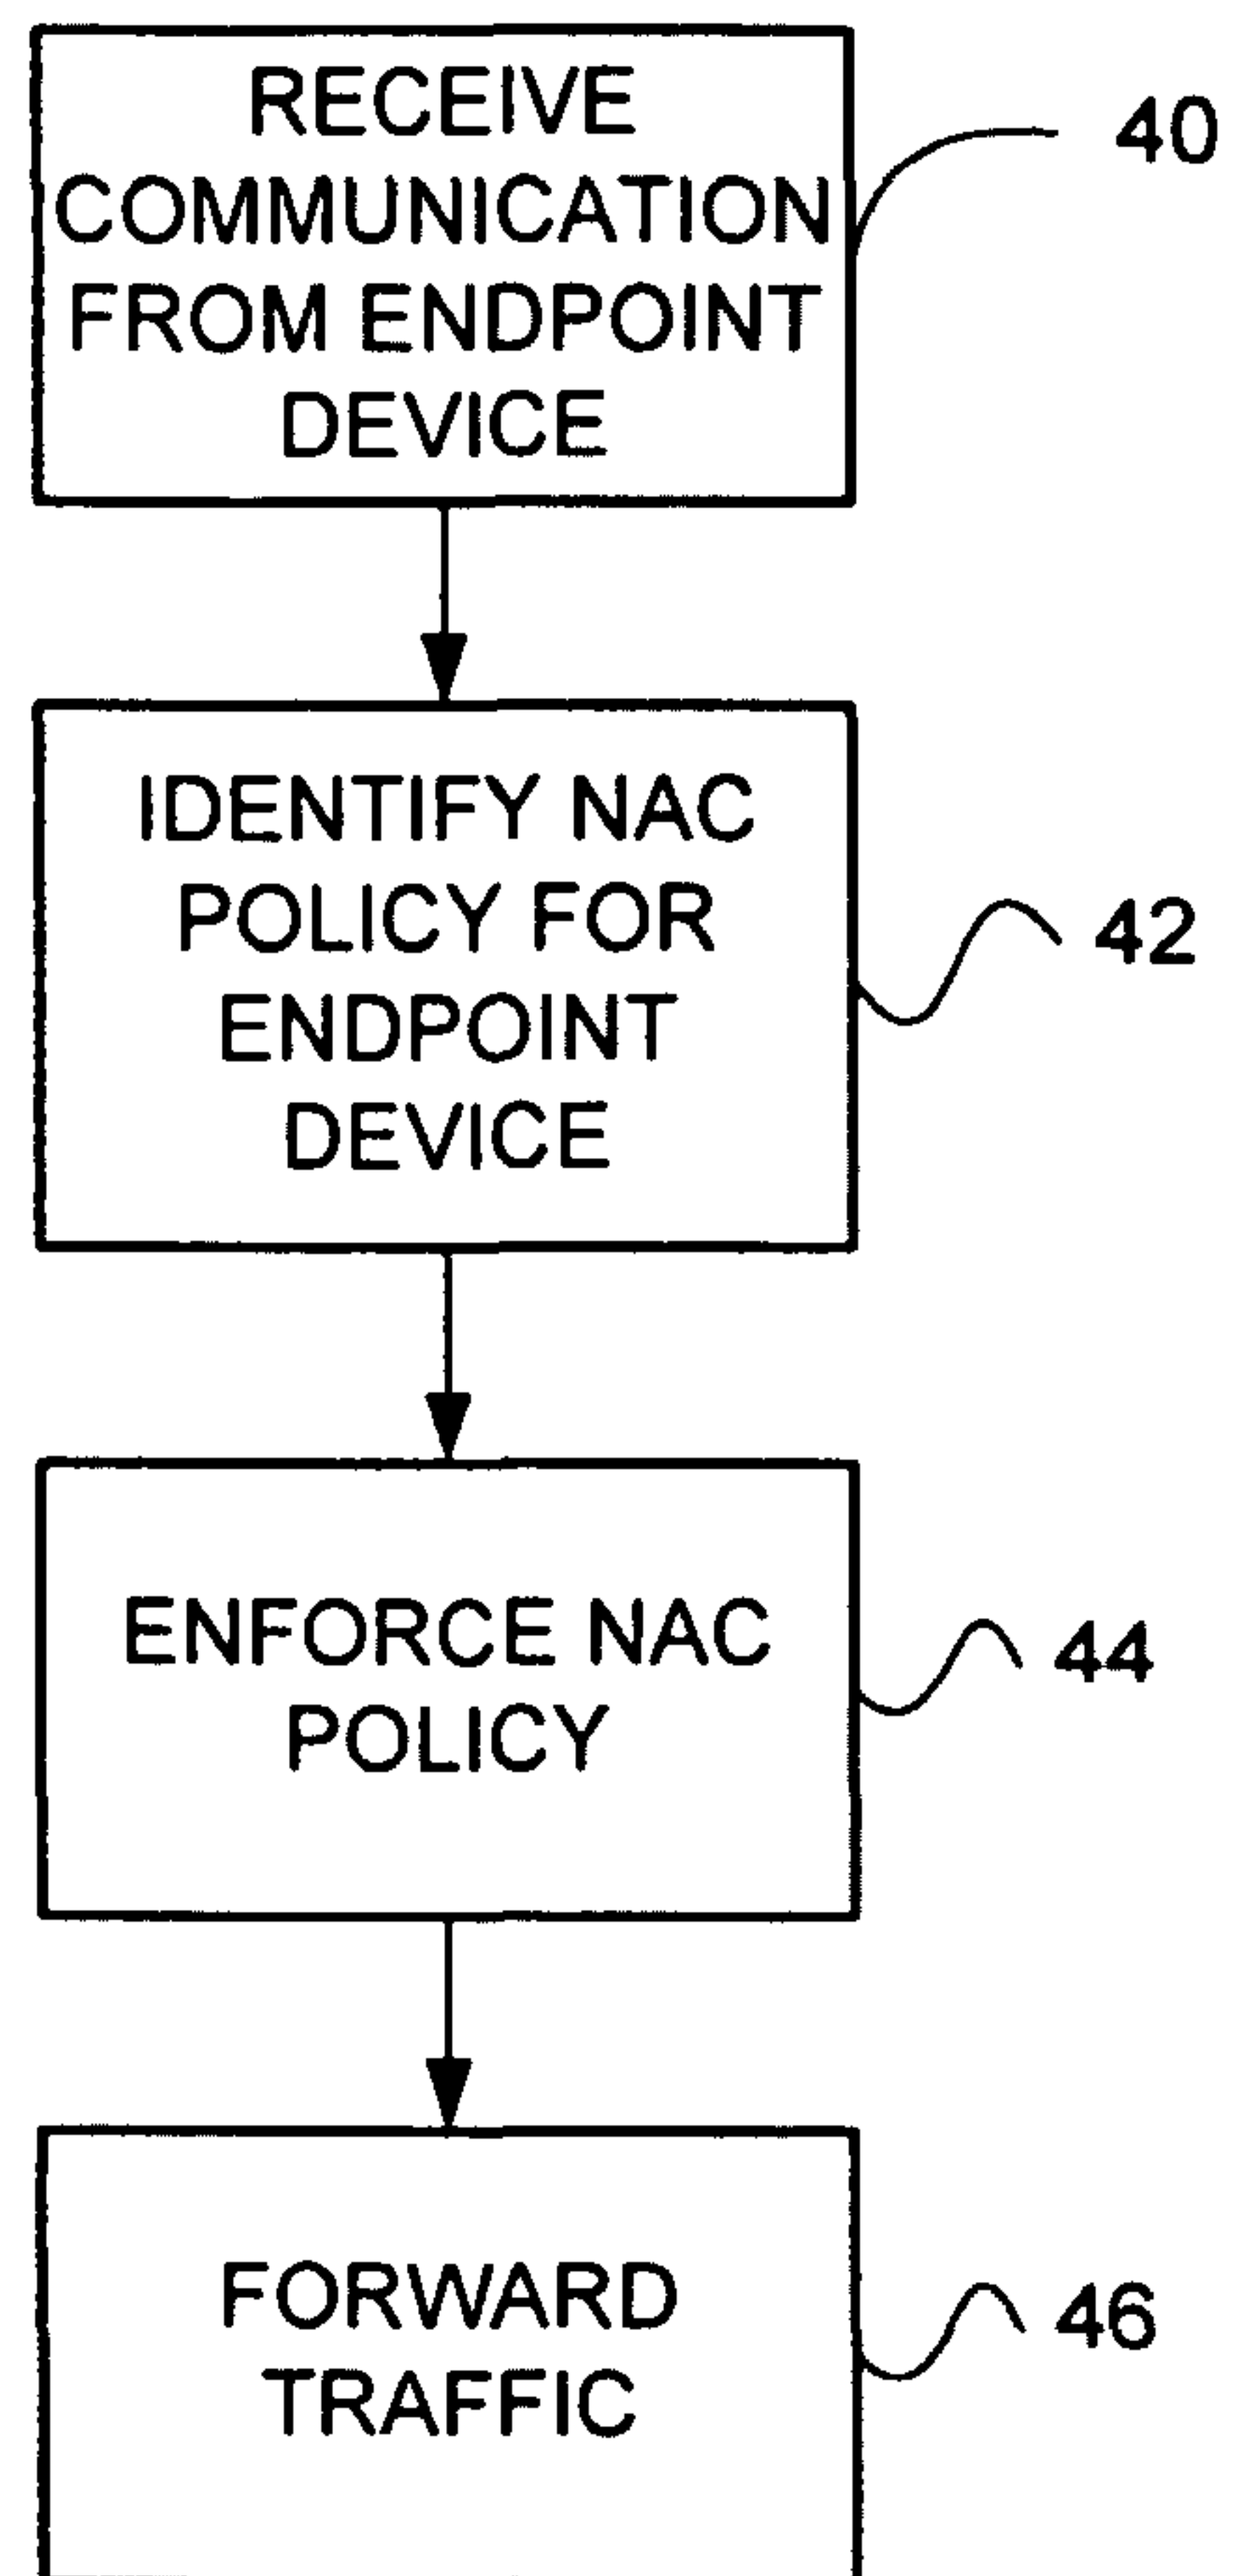 RECEIVE
COMMUNICATION
FROM ENDPOINT
DEVICE
40
IDENTIFY NAC
POLICY FOR
ENDPOINT
DEVICE
42
ENFORCE NAC
POLICY
44
FORWARD
TRAFFIC
46